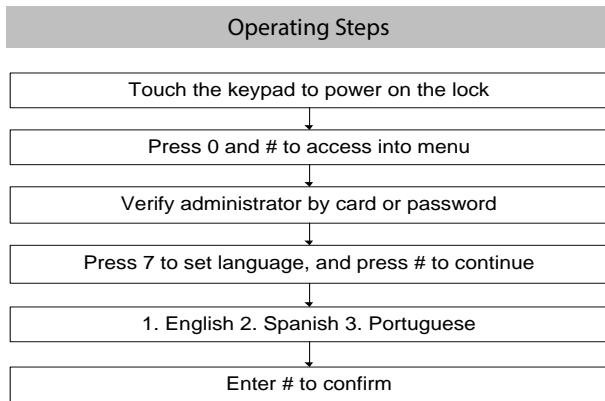 Operating Steps
Touch the keypad to power on the lock
Press 0 and # to access into menu
Verify administrator by card or password
Press 7 to set language, and press # to continue
1. English 2. Spanish 3. Portuguese
Enter # to confirm